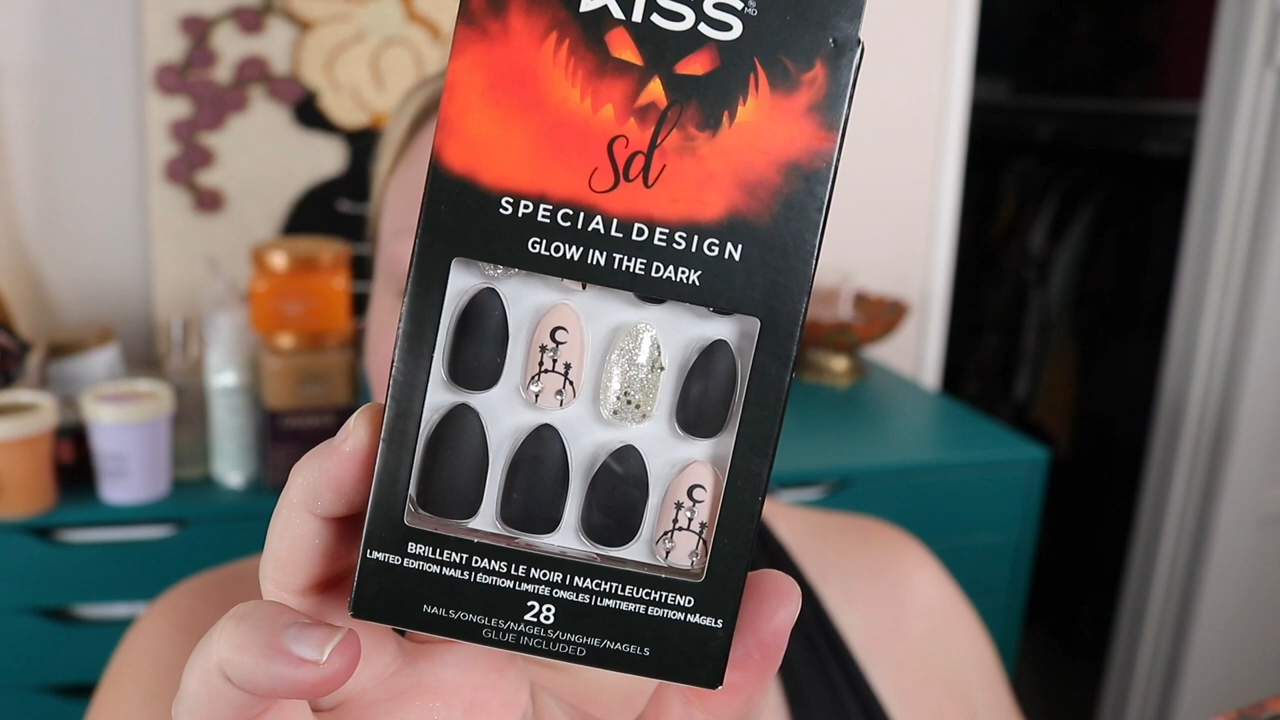 KISS
® MD
sd
SPECIAL DESIGN
GLOW IN THE DARK
BRILLENT DANS LE NOIR | NACHTLEUCHTEND
LIMITED EDITION NAILS | ÉDITION LIMITÉE ONGLES | LIMITIERTE EDITION NÄGELS
28
NAILS/ONGLES/NÄGELS/UNGHIE/NAGELS
GLUE INCLUDED